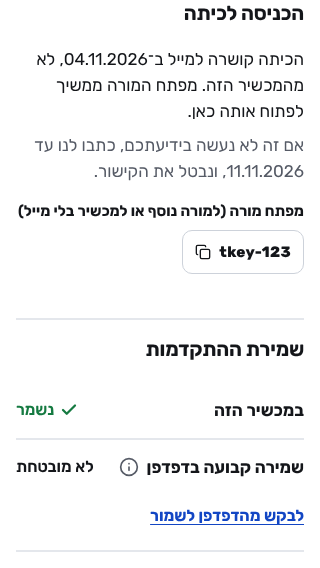 הכניסה לכיתה
הכיתה קושרה למייל ב־04.11.2026, לא
מהמכשיר הזה. מפתח המורה ממשיך
לפתוח אותה כאן.
אם זה לא נעשה בידיעתכם, כתבו לנו עד
11.11.2026, ונבטל את הקישור.
מפתח מורה (למורה נוסף או למכשיר בלי מייל)
tkey-123
שמירת ההתקדמות
במכשיר הזה נשמר
שמירה קבועה בדפדפן לא מובטחת
לבקש מהדפדפן לשמור